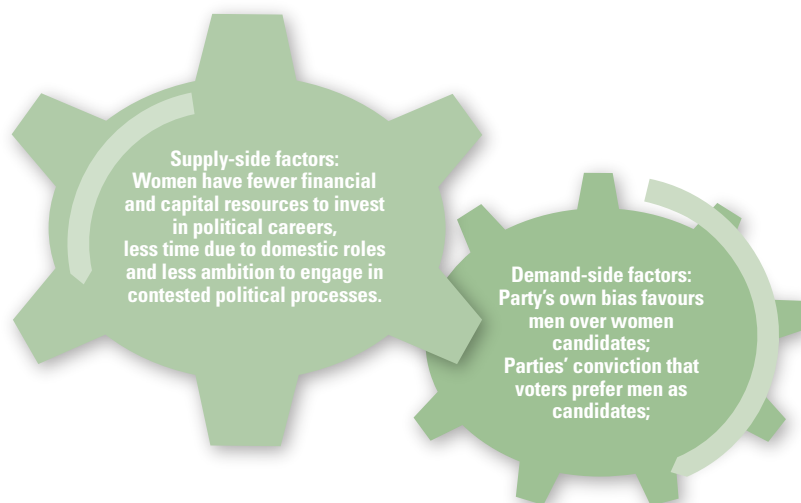 Supply-side factors:
Women have fewer financial
and capital resources to invest
in political careers,
less time due to domestic roles
and less ambition to engage in
contested political processes.
Demand-side factors:
Party's own bias favours
men over women
candidates;
Parties' conviction that
voters prefer men as
candidates;